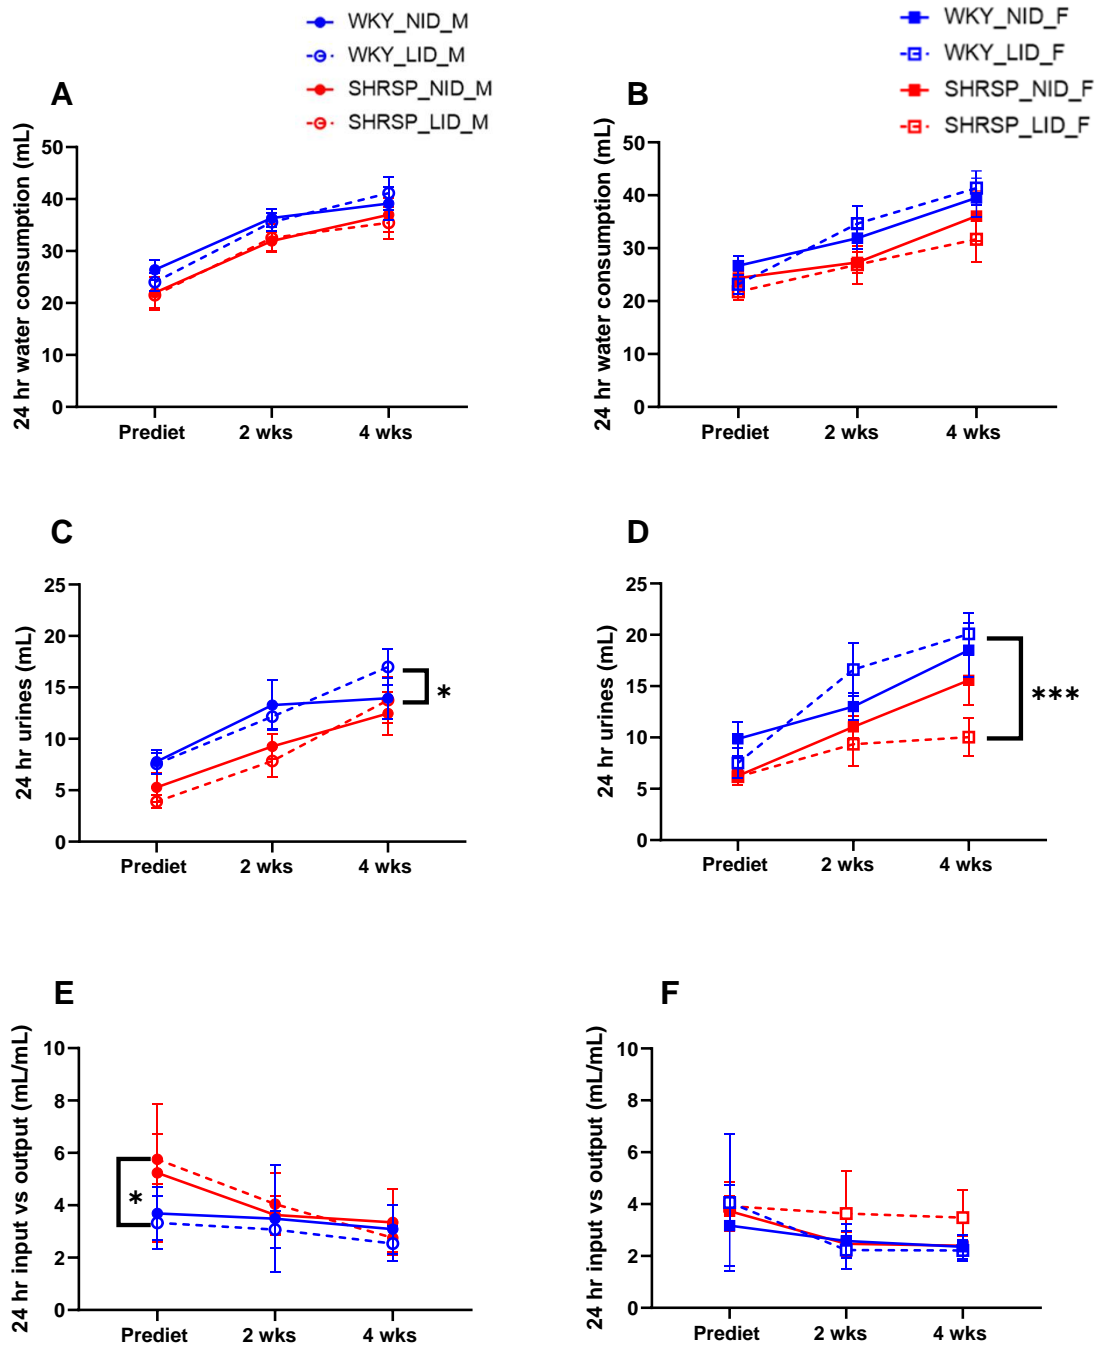 WKY_NID_M
WKY_LID_M
SHRSP_NID_M
SHRSP_LID_M
WKY_NID_F
WKY_LID_F
SHRSP_NID_F
SHRSP_LID_F
A
24 hr water consumption (mL)
50
40
30
20
10
0
Prediet 2 wks 4 wks
B
24 hr water consumption (mL)
50
40
30
20
10
0
Prediet 2 wks 4 wks
C
24 hr urines (mL)
25
20
15
10
5
0
*
Prediet 2 wks 4 wks
D
24 hr urines (mL)
25
20
15
10
5
0
***
Prediet 2 wks 4 wks
E
24 hr input vs output (mL/mL)
10
8
6
4
2
0
*
Prediet 2 wks 4 wks
F
24 hr input vs output (mL/mL)
10
8
6
4
2
0
Prediet 2 wks 4 wks